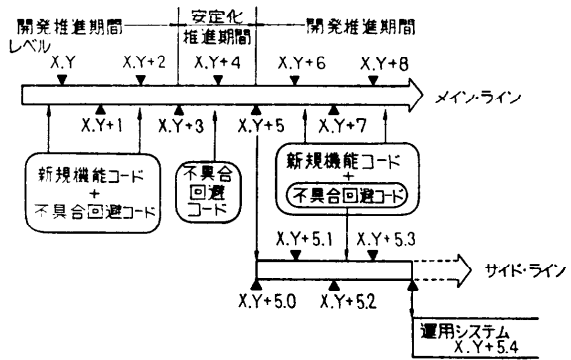 開発推進期間
安定化
推進期間
開発推進期間
レベル
X.Y
X.Y+2
X.Y+4
X.Y+6
X.Y+8
メイン・ライン
X.Y+1
X.Y+3
X.Y+5
X.Y+7
新規機能コード
+
不具合回避コード
不具合
回避
コード
新規機能コード
+
不具合回避コード
X.Y+5.1
X.Y+5.3
サイド・ライン
X.Y+5.0
X.Y+5.2
運用システム
X.Y+5.4